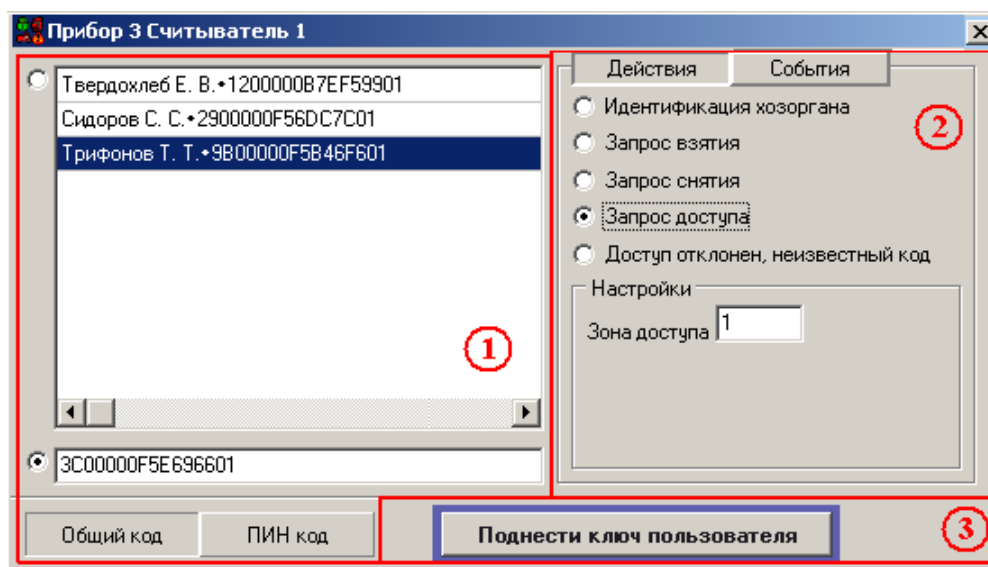 Прибор 3 Считыватель 1
Твердохлеб Е. В.•1200000B7EF59901
Сидоров С. С.•2900000F56DC7C01
Трифонов Т. Т.•9B00000F5B46F601
1
3C00000F5E696601
Общий код
ПИН код
Действия
События
Идентификация хозоргана
2
Запрос взятия
Запрос снятия
Запрос доступа
Доступ отклонен, неизвестный код
Настройки
Зона доступа 1
Поднести ключ пользователя
3